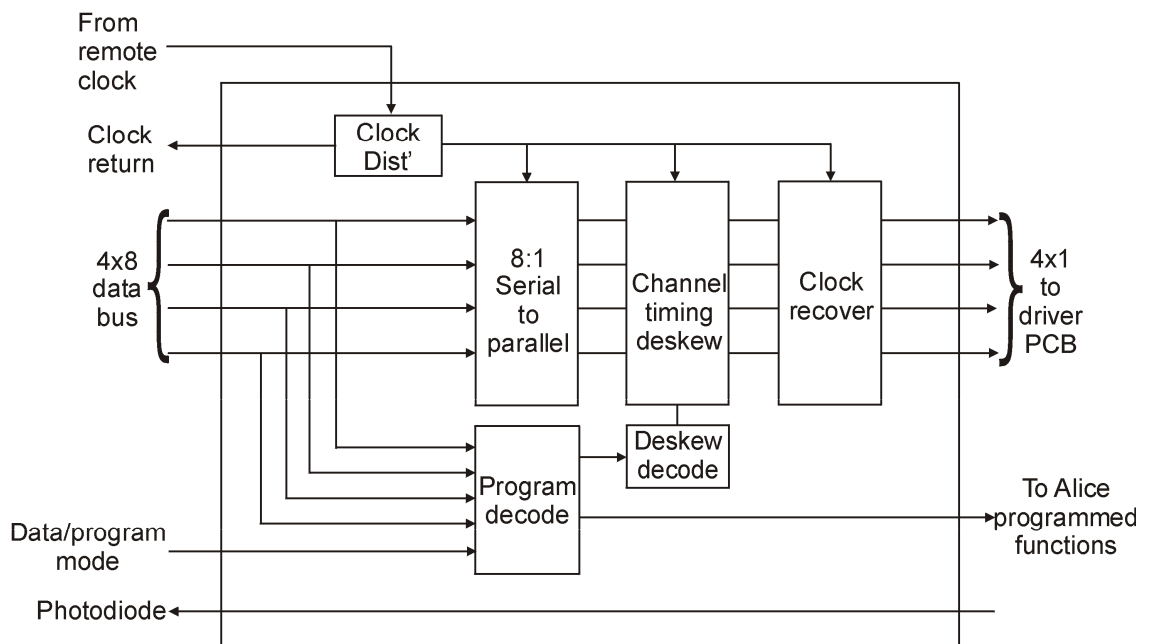 From
remote
clock
Clock
return
Clock
Dist’
4x8
data
bus
8:1
Serial
to
parallel
Channel
timing
deskew
Clock
recover
4x1
to
driver
PCB
Program
decode
Deskew
decode
To Alice
programmed
functions
Data/program
mode
Photodiode